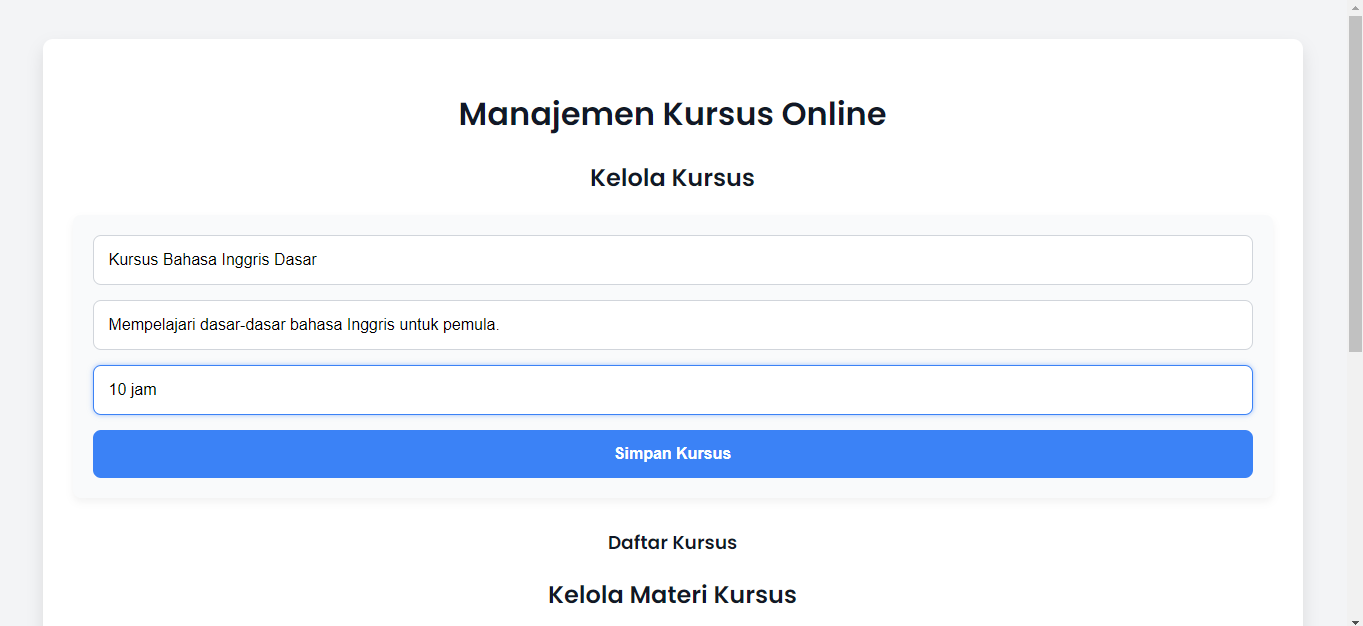 Manajemen Kursus Online
Kelola Kursus
Kursus Bahasa Inggris Dasar
Mempelajari dasar-dasar bahasa Inggris untuk pemula.
10 jam
Simpan Kursus
Daftar Kursus
Kelola Materi Kursus